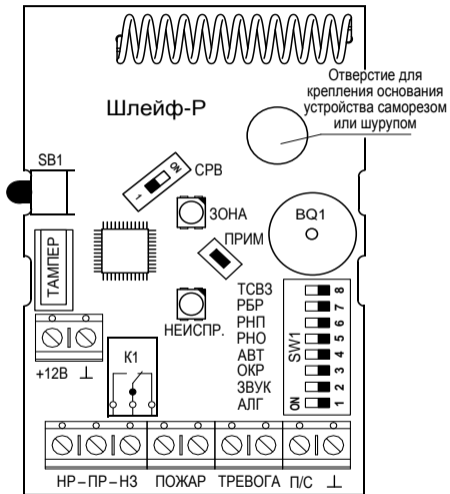 Шлейф-Р
Отверстие для
крепления основания
устройства саморезом
или шурупом
SB1
ON
1
СРВ
ЗОНА
BQ1
ПРИМ
ТАМПЕР
ТСВЗ 8
РБР 7
РНП 6
НЕИСПР.
РНО 5
SW1
АВТ 4
ОКР 3
ЗВУК 2
АЛГ ON 1
+12В ⊥
К1
НР – ПР – НЗ ПОЖАР ТРЕВОГА П/С ⊥